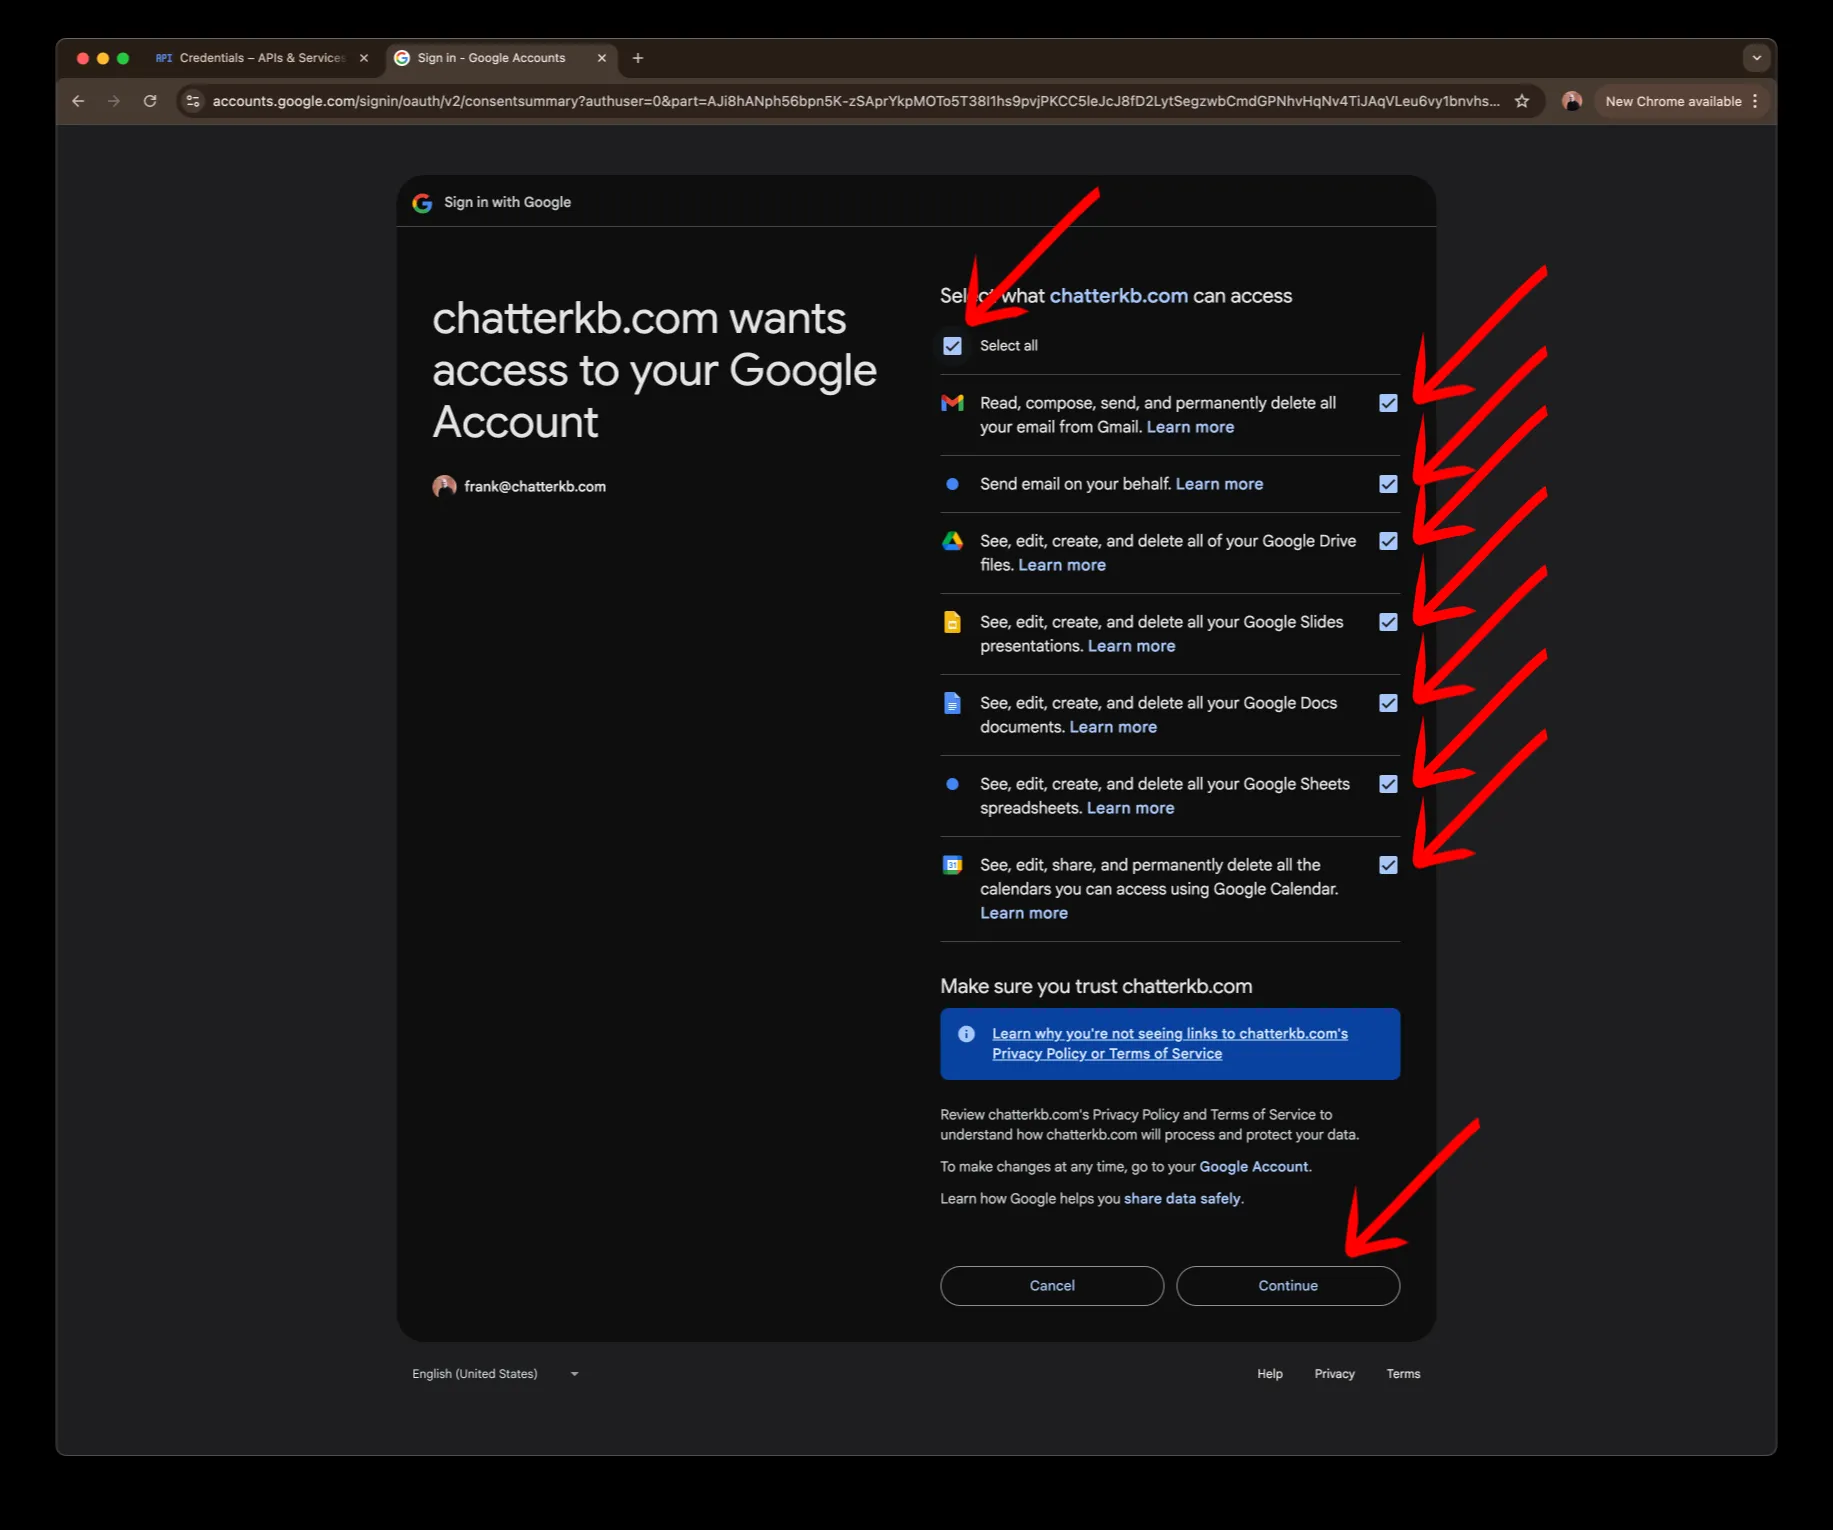 API Credentials – APIs & Services
Sign in - Google Accounts
accounts.google.com/signin/oauth/v2/consentsummary?authuser=0&part=AJi8hANph56bpn5K-zSAprYkpMOTo5T38I1hs9pvjPKCC5leJcJ8fD2LytSegzwbCmdGPNhvHqNv4TiJAqVLeu6vy1bnvhs...
New Chrome available
Sign in with Google
chatterkb.com wants
access to your Google
Account
frank@chatterkb.com
Select what chatterkb.com can access
Select all
Read, compose, send, and permanently delete all
your email from Gmail. Learn more
Send email on your behalf. Learn more
See, edit, create, and delete all of your Google Drive
files. Learn more
See, edit, create, and delete all your Google Slides
presentations. Learn more
See, edit, create, and delete all your Google Docs
documents. Learn more
See, edit, create, and delete all your Google Sheets
spreadsheets. Learn more
31
See, edit, share, and permanently delete all the
calendars you can access using Google Calendar.
Learn more
Make sure you trust chatterkb.com
Learn why you're not seeing links to chatterkb.com's
Privacy Policy or Terms of Service
Review chatterkb.com's Privacy Policy and Terms of Service to
understand how chatterkb.com will process and protect your data.
To make changes at any time, go to your Google Account.
Learn how Google helps you share data safely.
Cancel
Continue
English (United States)
Help
Privacy
Terms